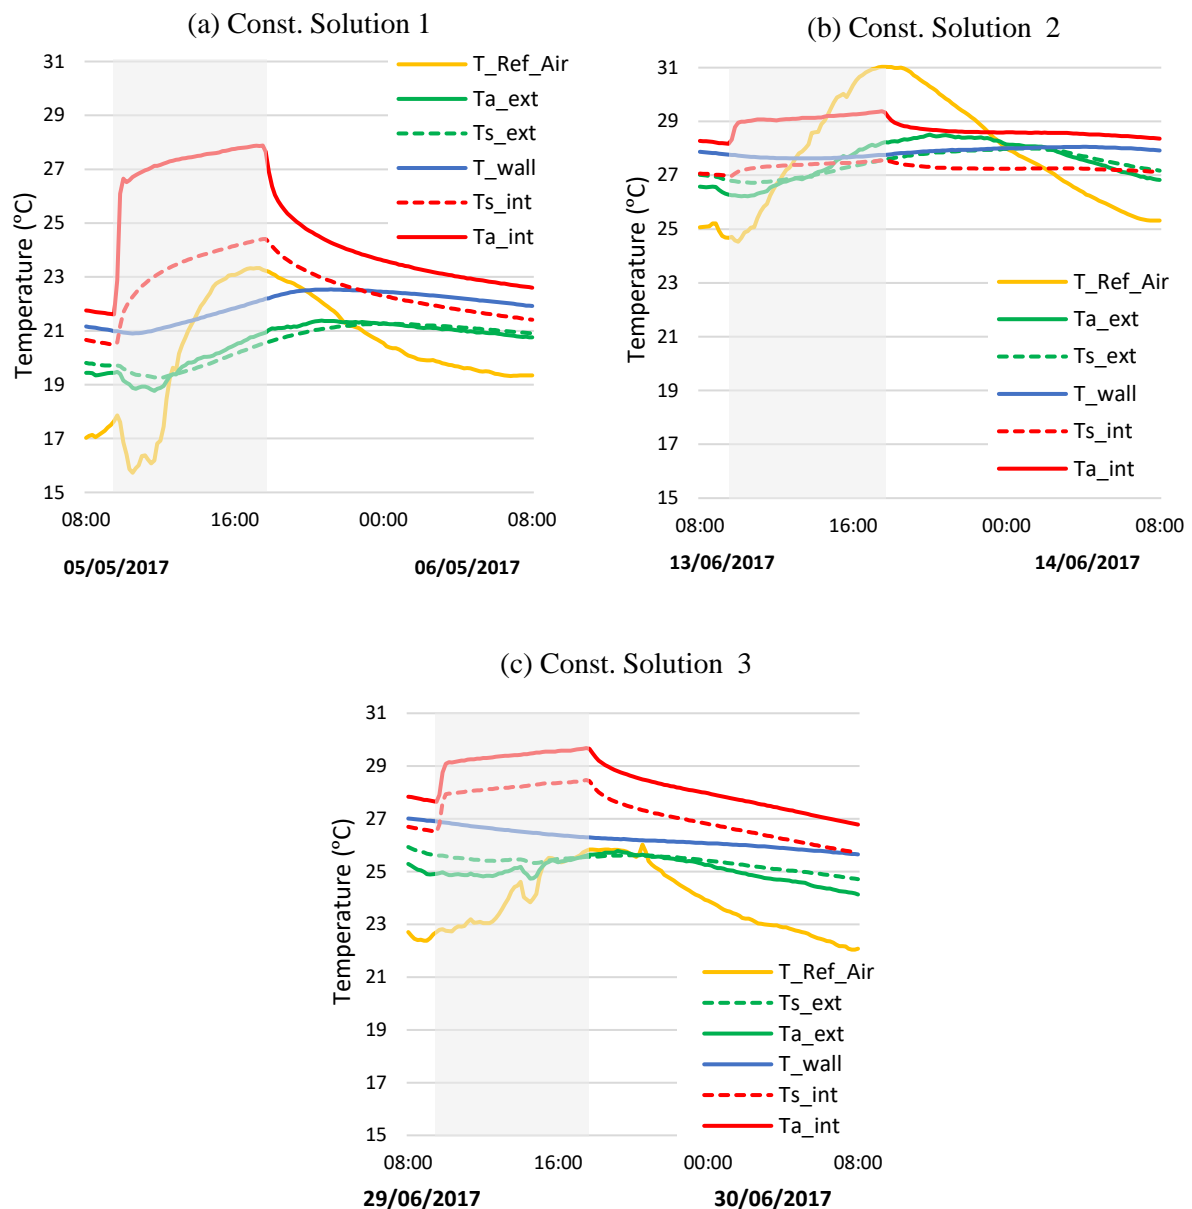 (a) Const. Solution 1
Temperature (°C)
31
29
27
25
23
21
19
17
15
08:00 16:00 00:00 08:00
05/05/2017 06/05/2017
T_Ref_Air
Ta_ext
Ts_ext
T_wall
Ts_int
Ta_int
(b) Const. Solution 2
Temperature (°C)
31
29
27
25
23
21
19
17
15
08:00 16:00 00:00 08:00
13/06/2017 14/06/2017
T_Ref_Air
Ta_ext
Ts_ext
T_wall
Ts_int
Ta_int
(c) Const. Solution 3
Temperature (°C)
31
29
27
25
23
21
19
17
15
08:00 16:00 00:00 08:00
29/06/2017 30/06/2017
T_Ref_Air
Ts_ext
Ta_ext
T_wall
Ts_int
Ta_int